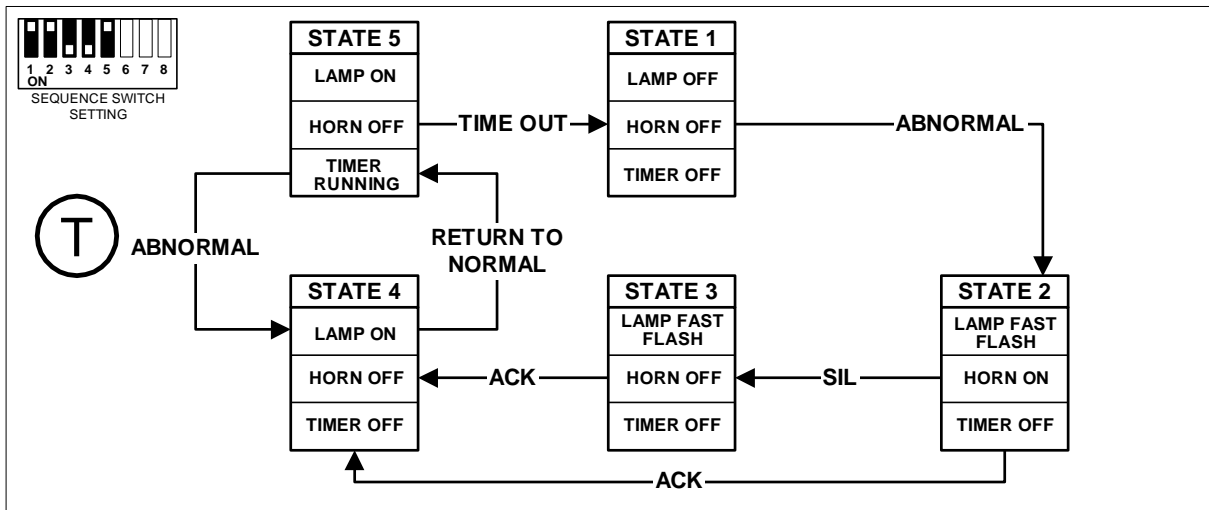 1 2 3 4 5 6 7 8
ON
SEQUENCE SWITCH
SETTING
STATE 5
LAMP ON
HORN OFF
TIMER
RUNNING
TIME OUT
STATE 1
LAMP OFF
HORN OFF
TIMER OFF
ABNORMAL
T
ABNORMAL
RETURN TO
NORMAL
STATE 4
LAMP ON
HORN OFF
TIMER OFF
ACK
STATE 3
LAMP FAST
FLASH
HORN OFF
TIMER OFF
SIL
STATE 2
LAMP FAST
FLASH
HORN ON
TIMER OFF
ACK